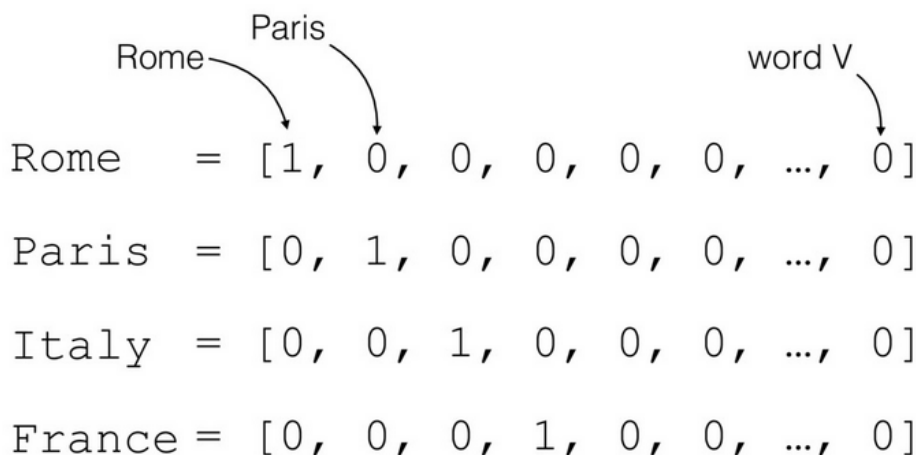 Paris
Rome word V
Rome = [1, 0, 0, 0, 0, 0, …, 0]
Paris = [0, 1, 0, 0, 0, 0, …, 0]
Italy = [0, 0, 1, 0, 0, 0, …, 0]
France = [0, 0, 0, 1, 0, 0, …, 0]